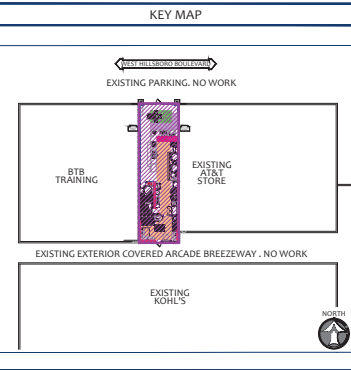 KEY MAP
WEST HILLSBORO BOULEVARD
EXISTING PARKING. NO WORK
BTB
TRAINING
EXISTING
AT&T
STORE
EXISTING EXTERIOR COVERED ARCADE BREEZEWAY . NO WORK
EXISTING
KOHL'S
NORTH